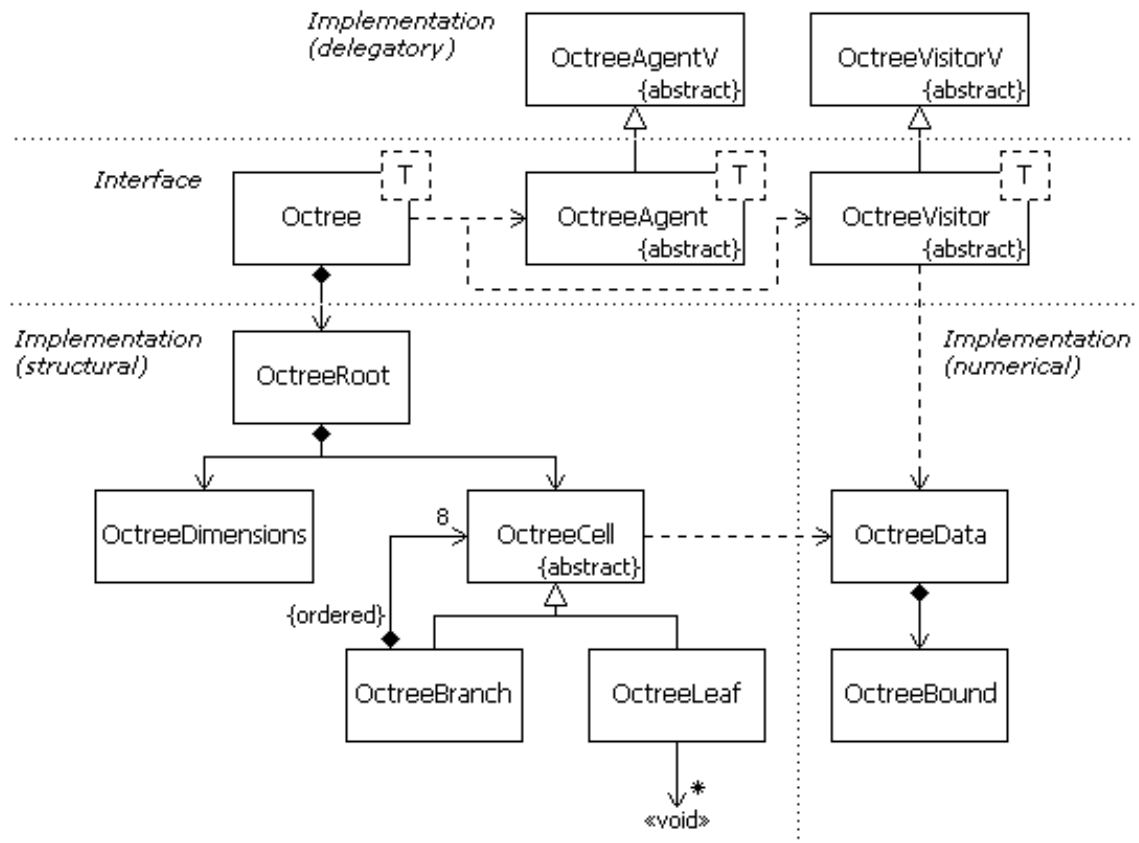 Implementation
(delegatory)
OctreeAgentV
{abstract}
OctreeVisitorV
{abstract}
Interface
T
Octree
T
OctreeAgent
{abstract}
T
OctreeVisitor
{abstract}
Implementation
(structural)
OctreeRoot
Implementation
(numerical)
OctreeDimensions
8
OctreeCell
{abstract}
OctreeData
{ordered}
OctreeBranch
OctreeLeaf
OctreeBound
*
«void»